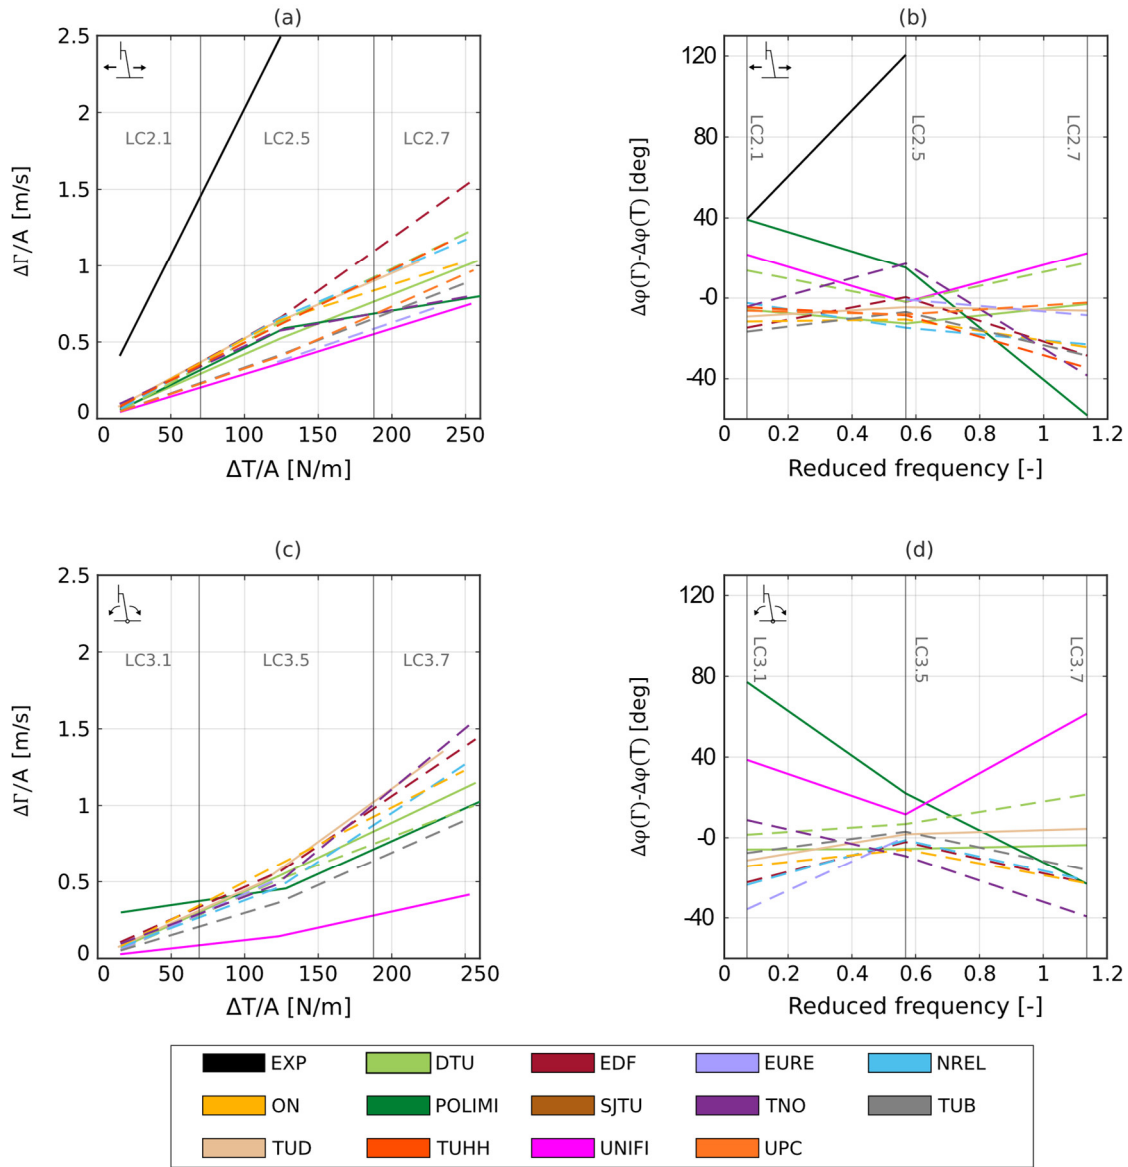 (a)
(b)
2.5
2
1.5
1
0.5
0
ΔΓ/A [m/s]
LC2.1
LC2.5
LC2.7
0 50 100 150 200 250
ΔT/A [N/m]
120
80
40
-0
-40
Δφ(Γ)-Δφ(T) [deg]
LC2.1
LC2.5
LC2.7
0 0.2 0.4 0.6 0.8 1 1.2
Reduced frequency [-]
(c)
(d)
2.5
2
1.5
1
0.5
0
ΔΓ/A [m/s]
LC3.1
LC3.5
LC3.7
0 50 100 150 200 250
ΔT/A [N/m]
120
80
40
-0
-40
Δφ(Γ)-Δφ(T) [deg]
LC3.1
LC3.5
LC3.7
0 0.2 0.4 0.6 0.8 1 1.2
Reduced frequency [-]
EXP DTU EDF EURE NREL
ON POLIMI SJTU TNO TUB
TUD TUHH UNIFI UPC